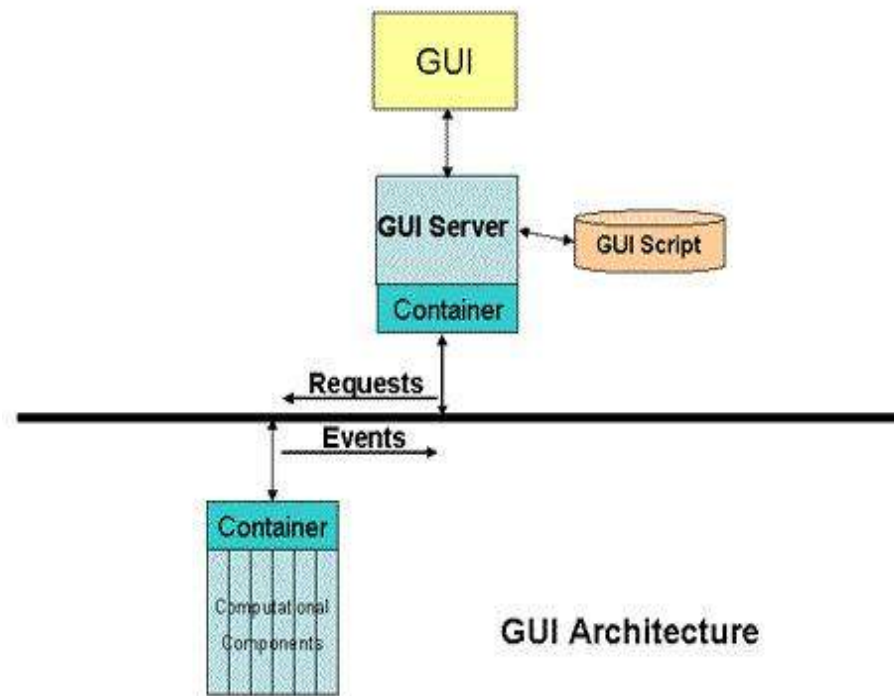 GUI
GUI Server
GUI Script
Container
Requests
Events
Container
Computational
Components
GUI Architecture